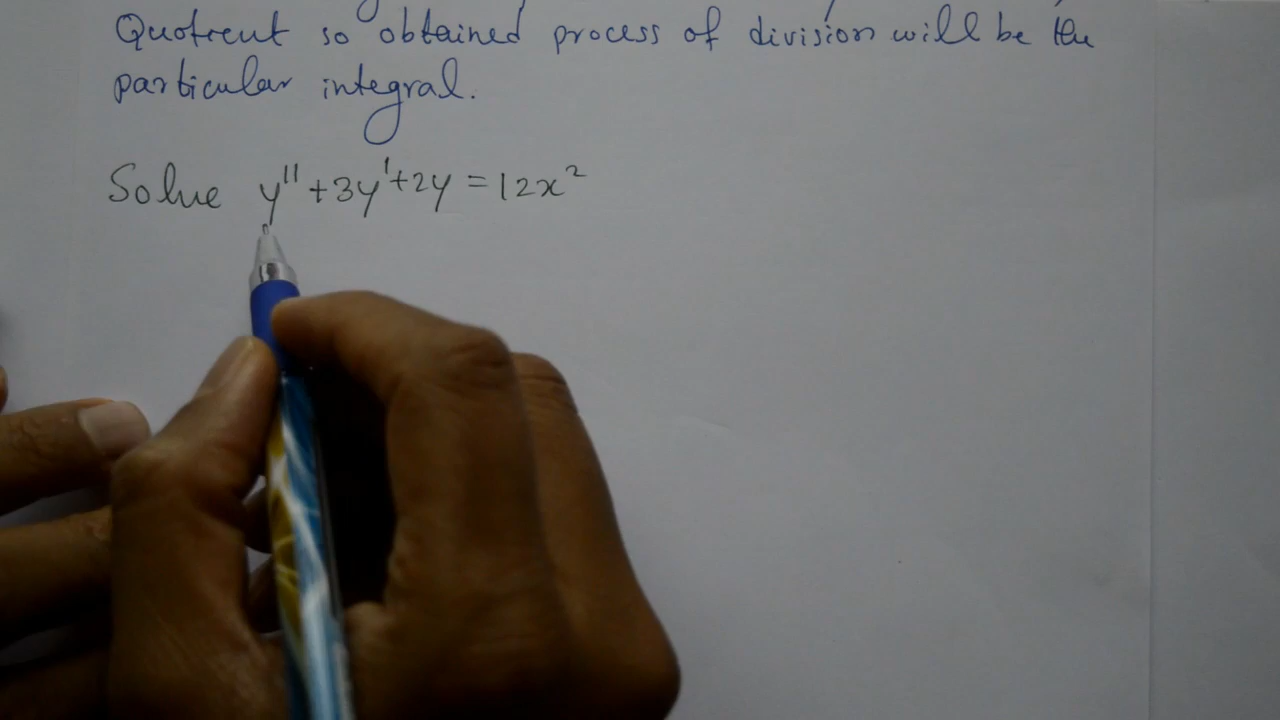 Quotient so obtained process of division will be the
particular integral.
Solve y'' + 3y' + 2y = 12x²